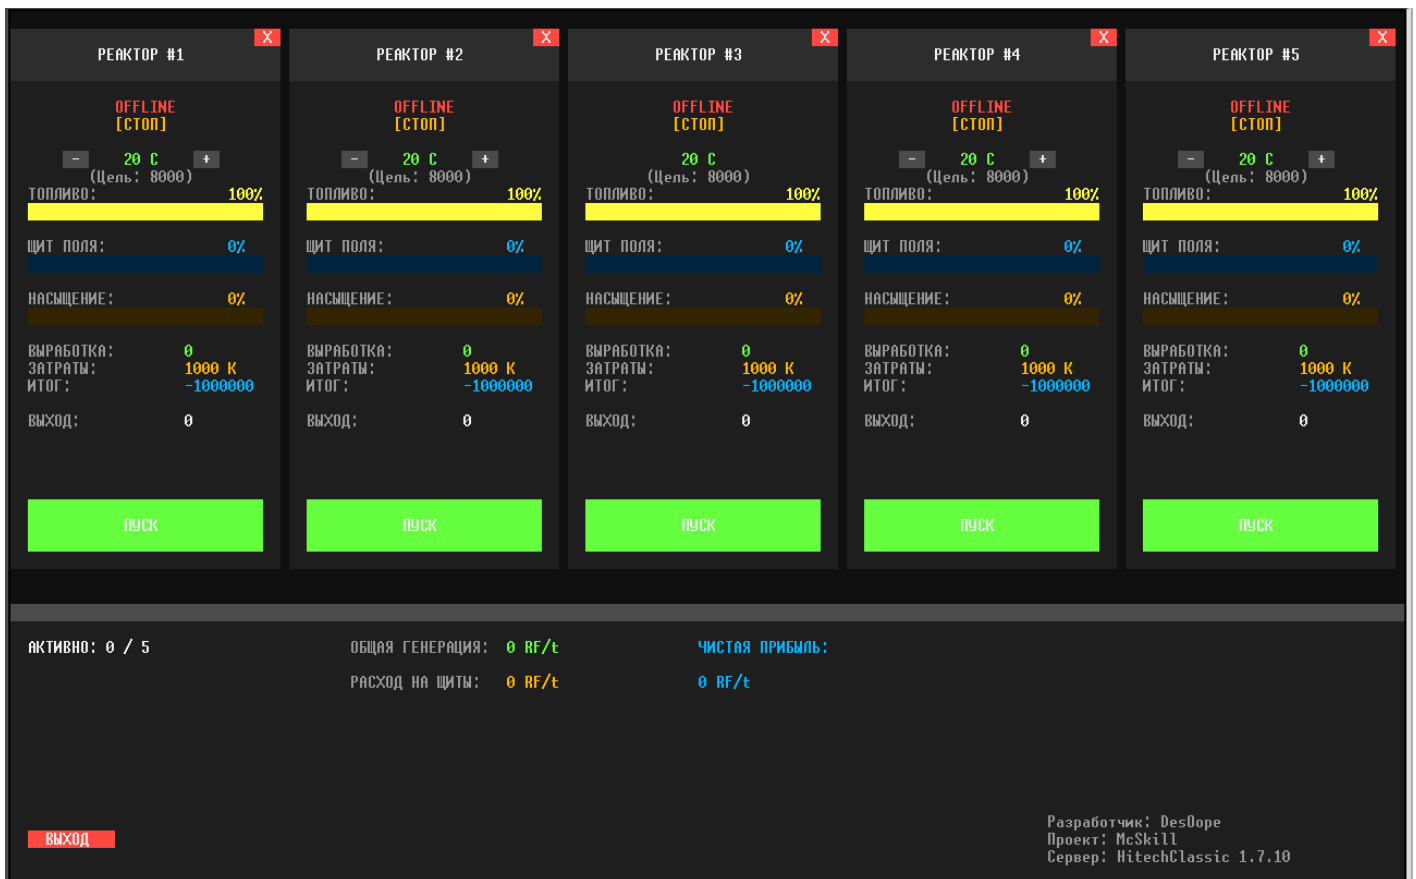 X X X X X
РЕАКТОР #1 РЕАКТОР #2 РЕАКТОР #3 РЕАКТОР #4 РЕАКТОР #5
OFFLINE OFFLINE OFFLINE OFFLINE OFFLINE
[СТОП] [СТОП] [СТОП] [СТОП] [СТОП]
- 20 C + - 20 C + 20 C - 20 C + - 20 C +
(Цель: 8000) (Цель: 8000) (Цель: 8000) (Цель: 8000) (Цель: 8000)
ТОПЛИВО: 100% ТОПЛИВО: 100% ТОПЛИВО: 100% ТОПЛИВО: 100% ТОПЛИВО: 100%
ЩИТ ПОЛЯ: 0% ЩИТ ПОЛЯ: 0% ЩИТ ПОЛЯ: 0% ЩИТ ПОЛЯ: 0% ЩИТ ПОЛЯ: 0%
НАСЫЩЕНИЕ: 0% НАСЫЩЕНИЕ: 0% НАСЫЩЕНИЕ: 0% НАСЫЩЕНИЕ: 0% НАСЫЩЕНИЕ: 0%
ВЫРАБОТКА: 0 ВЫРАБОТКА: 0 ВЫРАБОТКА: 0 ВЫРАБОТКА: 0 ВЫРАБОТКА: 0
ЗАТРАТЫ: 1000 K ЗАТРАТЫ: 1000 K ЗАТРАТЫ: 1000 K ЗАТРАТЫ: 1000 K ЗАТРАТЫ: 1000 K
ИТОГ: -1000000 ИТОГ: -1000000 ИТОГ: -1000000 ИТОГ: -1000000 ИТОГ: -1000000
ВЫХОД: 0 ВЫХОД: 0 ВЫХОД: 0 ВЫХОД: 0 ВЫХОД: 0
ПУСК ПУСК ПУСК ПУСК ПУСК
АКТИВНО: 0 / 5 ОБЩАЯ ГЕНЕРАЦИЯ: 0 RF/t ЧИСТАЯ ПРИБЫЛЬ:
РАСХОД НА ЩИТЫ: 0 RF/t 0 RF/t
Разработчик: DesOope
Проект: McSkill
ВЫХОД
Сервер: HitechClassic 1.7.10